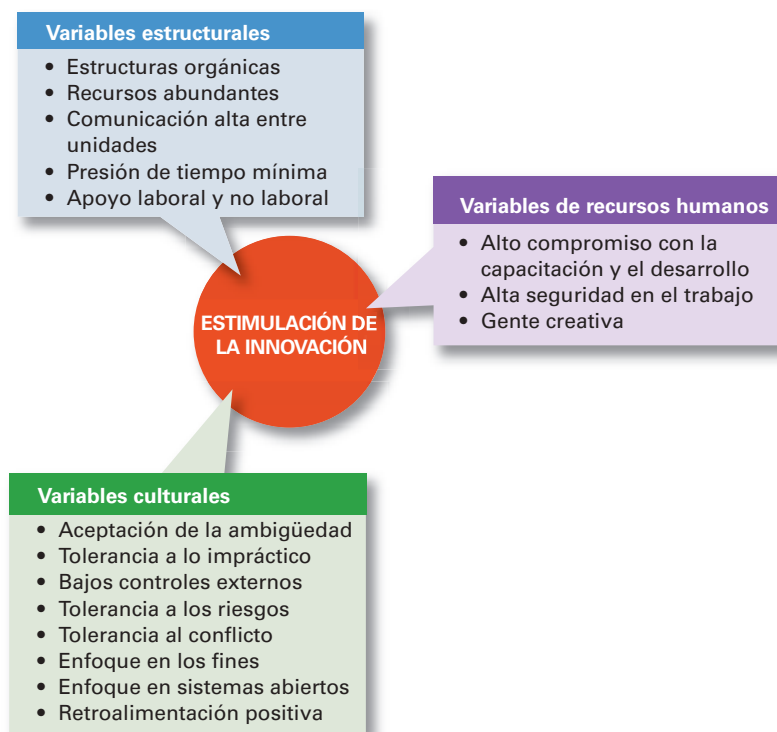 Variables estructurales
• Estructuras orgánicas
• Recursos abundantes
• Comunicación alta entre
unidades
• Presión de tiempo mínima
• Apoyo laboral y no laboral
Variables de recursos humanos
• Alto compromiso con la
capacitación y el desarrollo
• Alta seguridad en el trabajo
• Gente creativa
ESTIMULACIÓN DE
LA INNOVACIÓN
Variables culturales
• Aceptación de la ambigüedad
• Tolerancia a lo impráctico
• Bajos controles externos
• Tolerancia a los riesgos
• Tolerancia al conflicto
• Enfoque en los fines
• Enfoque en sistemas abiertos
• Retroalimentación positiva